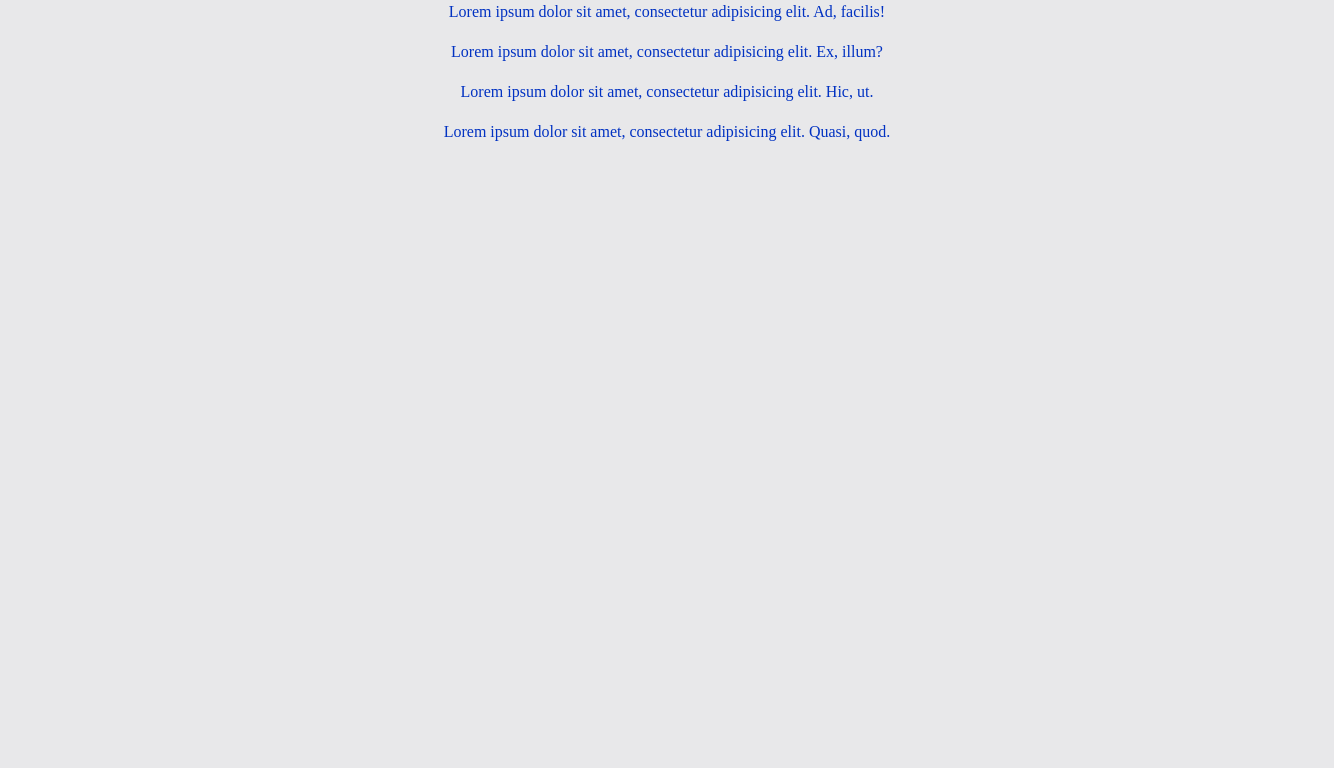 Lorem ipsum dolor sit amet, consectetur adipisicing elit. Ad, facilis!
Lorem ipsum dolor sit amet, consectetur adipisicing elit. Ex, illum?
Lorem ipsum dolor sit amet, consectetur adipisicing elit. Hic, ut.
Lorem ipsum dolor sit amet, consectetur adipisicing elit. Quasi, quod.